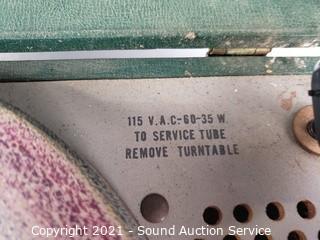 115 V.A.C.-60-35 W.
TO SERVICE TUBE
REMOVE TURNTABLE
Copyright 2021 - Sound Auction Service